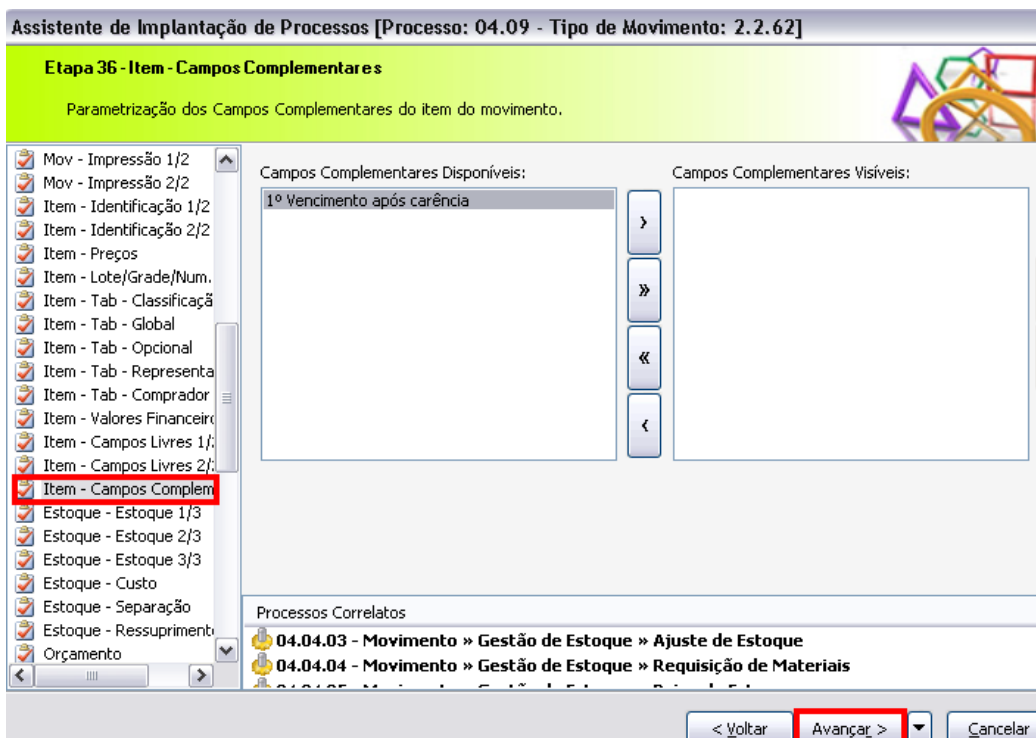 Assistente de Implantação de Processos [Processo: 04.09 - Tipo de Movimento: 2.2.62]
Etapa 36 - Item - Campos Complementares
Parametrização dos Campos Complementares do item do movimento.
Mov - Impressão 1/2
Mov - Impressão 2/2
Item - Identificação 1/2
Item - Identificação 2/2
Item - Preços
Item - Lote/Grade/Num.
Item - Tab - Classificaçã
Item - Tab - Global
Item - Tab - Opcional
Item - Tab - Representa
Item - Tab - Comprador
Item - Valores Financeiro
Item - Campos Livres 1/
Item - Campos Livres 2/
Item - Campos Complem
Estoque - Estoque 1/3
Estoque - Estoque 2/3
Estoque - Estoque 3/3
Estoque - Custo
Estoque - Separação
Estoque - Ressuprimento
Orçamento
Campos Complementares Disponíveis:
1º Vencimento após carência
>
»
«
<
Campos Complementares Visíveis:
Processos Correlatos
04.04.03 - Movimento » Gestão de Estoque » Ajuste de Estoque
04.04.04 - Movimento » Gestão de Estoque » Requisição de Materiais
< Voltar Avançar > Cancelar